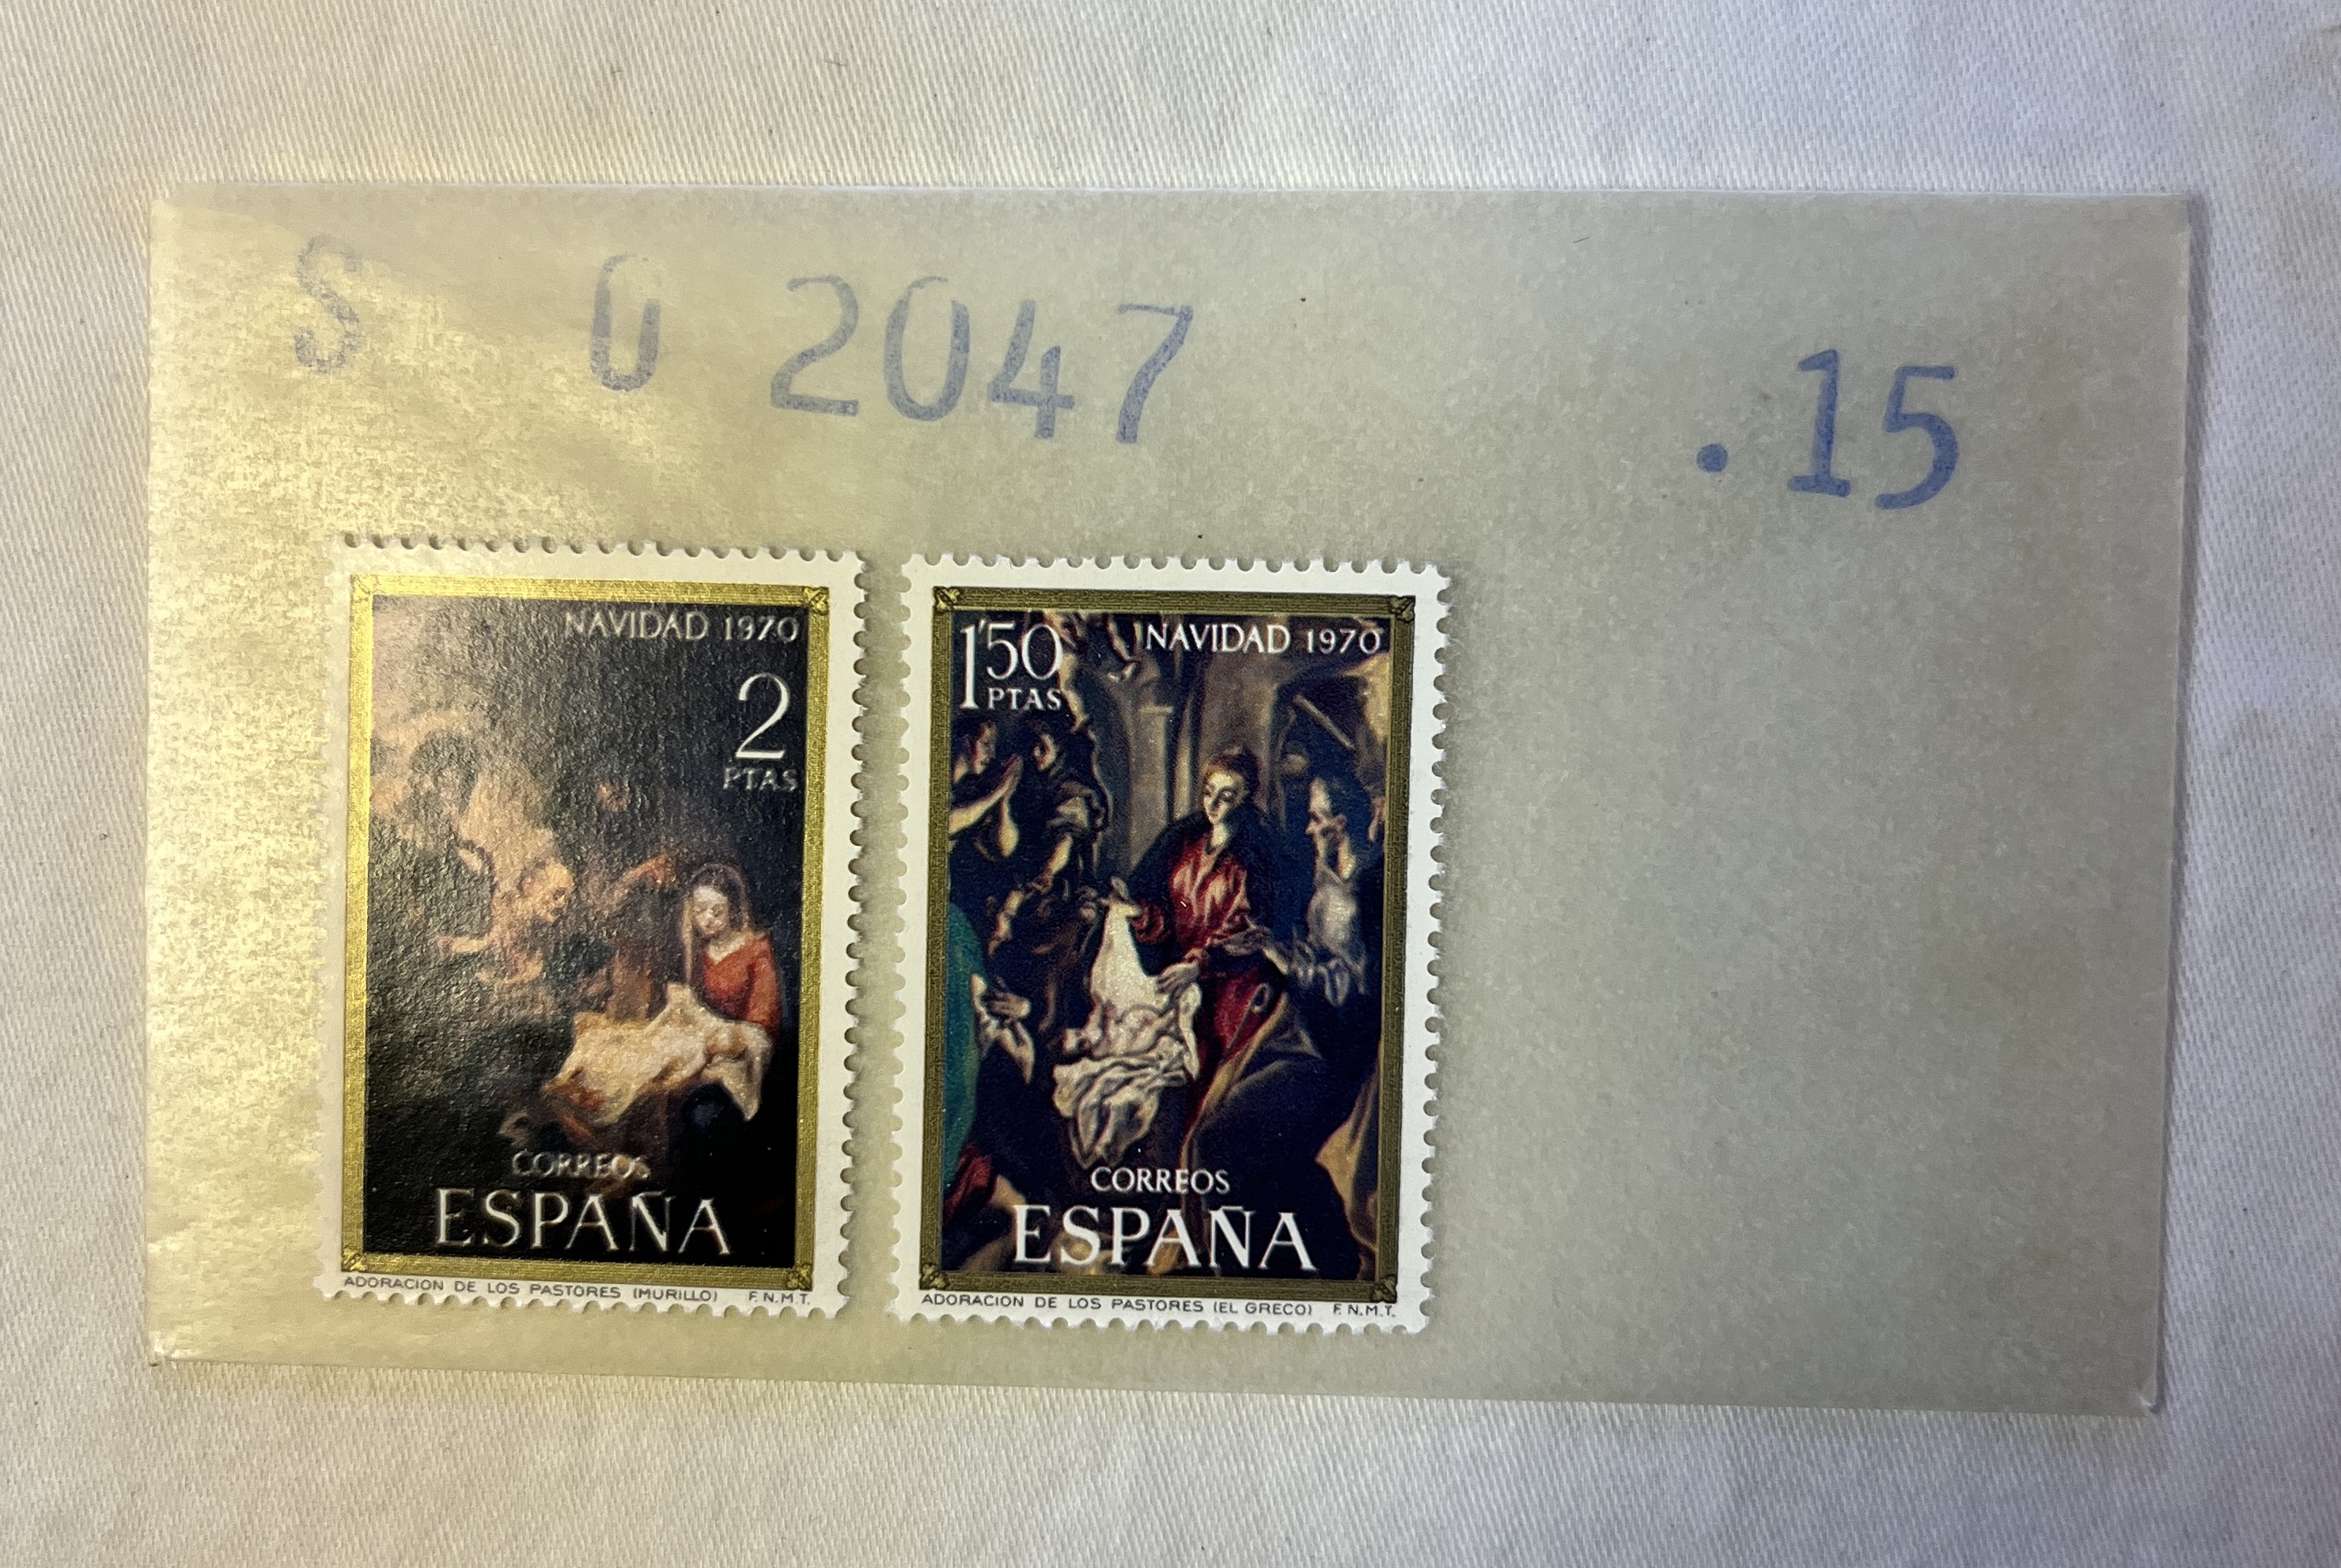 S 0 2047 .15
NAVIDAD 1970
2
PTAS
CORREOS
ESPAÑA
ADORACION DE LOS PASTORES (MURILLO) F.N.M.T.
1'50 NAVIDAD 1970
PTAS
CORREOS
ESPAÑA
ADORACION DE LOS PASTORES (EL GRECO) F.N.M.T.